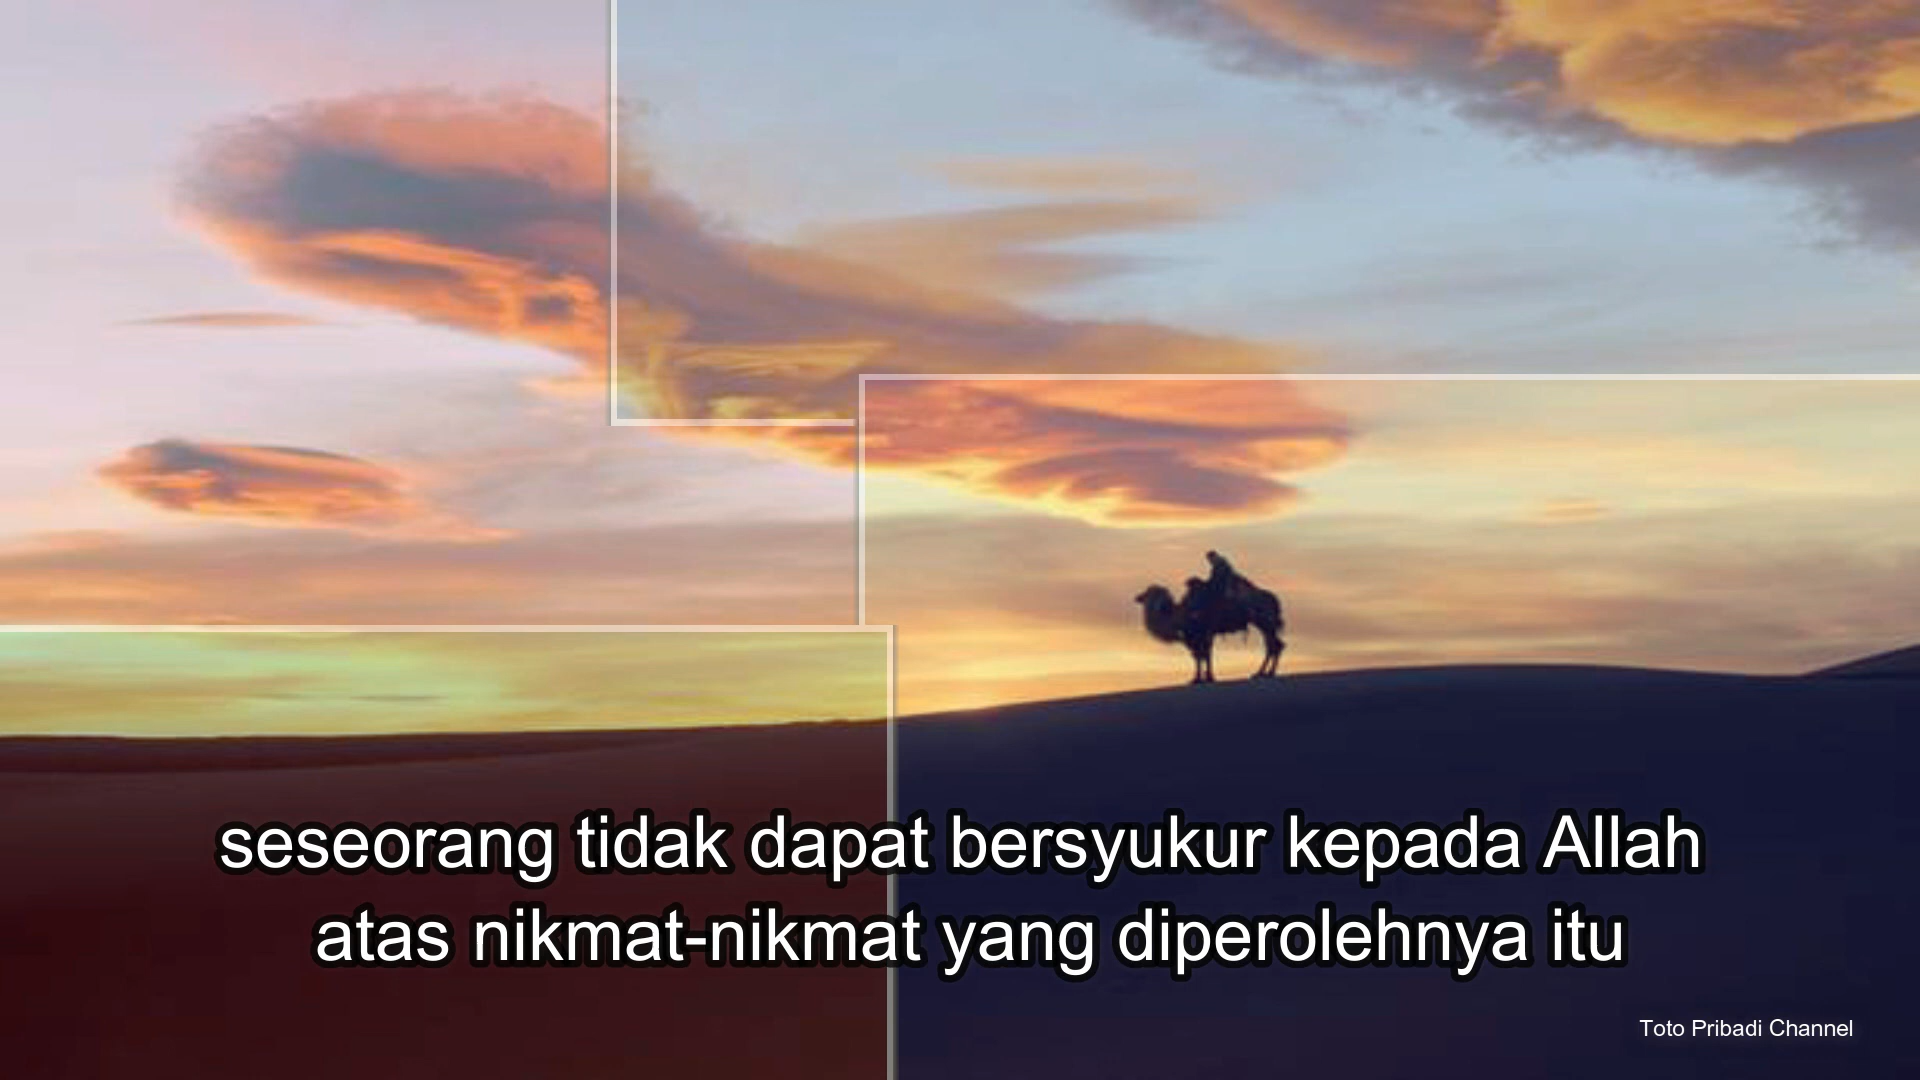 seseorang tidak dapat bersyukur kepada Allah
atas nikmat-nikmat yang diperolehnya itu
Toto Pribadi Channel